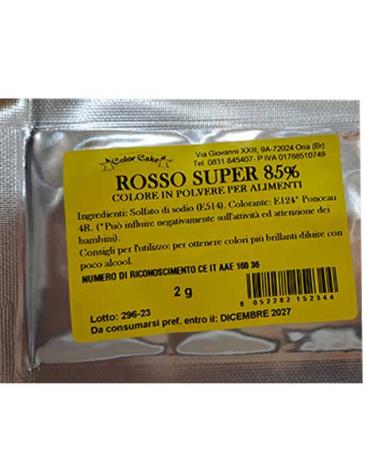 Color Cake
Via Giovanni XXIII, 9A-72024 Oria (Br)
Tel. 0831 845407- P IVA 01788510749
ROSSO SUPER 85%
COLORE IN POLVERE PER ALIMENTI
Ingredienti: Solfato di sodio (E514). Colorante: E124* Ponceau
4R. (*Può influire negativamente sull'attività ed attenzione dei
bambini).
Consigli per l'utilizzo: per ottenere colori più brillanti diluire con
poco alcool.
NUMERO DI RICONOSCIMENTO CE IT AAE 160 36
2 g
8 052282 152344
Lotto: 296-23
Da consumarsi pref. entro il: DICEMBRE 2027